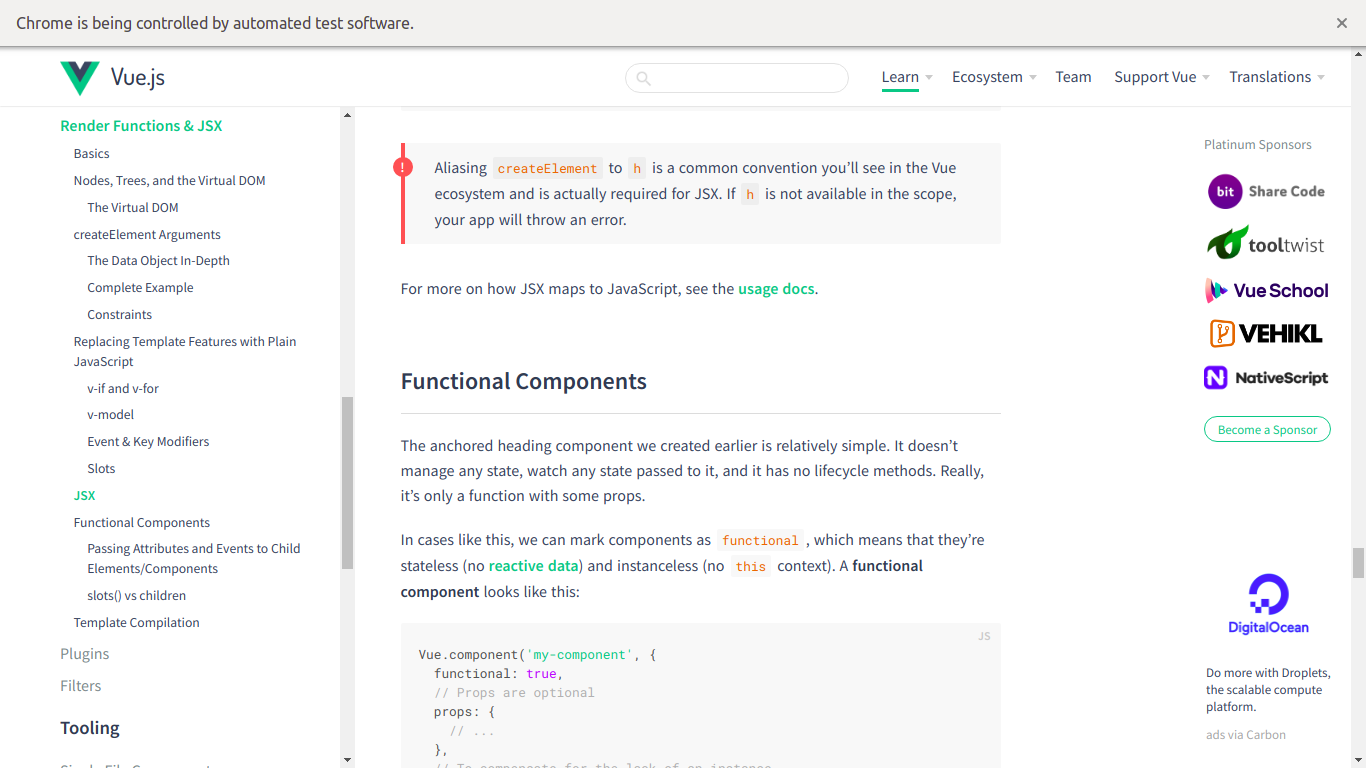 Chrome is being controlled by automated test software.
Vue.js
Learn
Ecosystem
Team
Support Vue
Translations
Render Functions & JSX
Basics
Nodes, Trees, and the Virtual DOM
The Virtual DOM
createElement Arguments
The Data Object In-Depth
Complete Example
Constraints
Replacing Template Features with Plain
JavaScript
v-if and v-for
v-model
Event & Key Modifiers
Slots
JSX
Functional Components
Passing Attributes and Events to Child
Elements/Components
slots() vs children
Template Compilation
Plugins
Filters
Tooling
Aliasing createElement to h is a common convention you’ll see in the Vue
ecosystem and is actually required for JSX. If h is not available in the scope,
your app will throw an error.
For more on how JSX maps to JavaScript, see the usage docs.
Functional Components
The anchored heading component we created earlier is relatively simple. It doesn’t
manage any state, watch any state passed to it, and it has no lifecycle methods. Really,
it’s only a function with some props.
In cases like this, we can mark components as functional, which means that they’re
stateless (no reactive data) and instanceless (no this context). A functional
component looks like this:
JS
Vue.component('my-component', {
functional: true,
// Props are optional
props: {
// ...
},
// To compensate for the lack of an instance,
Platinum Sponsors
bit Share Code
tooltwist
Vue School
VEHIKL
NativeScript
Become a Sponsor
DigitalOcean
Do more with Droplets,
the scalable compute
platform.
ads via Carbon